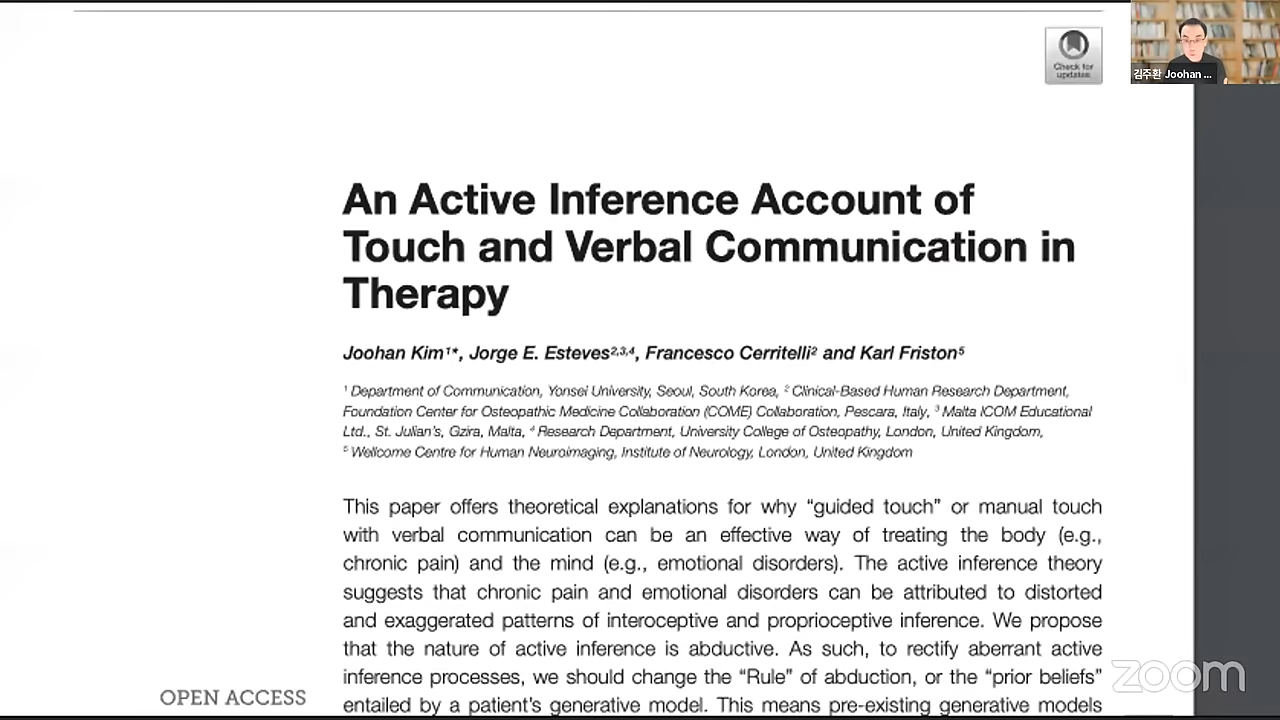 Check for
updates
김주환 Joohan ...
An Active Inference Account of
Touch and Verbal Communication in
Therapy
Joohan Kim¹*, Jorge E. Esteves²,³,⁴, Francesco Cerritelli² and Karl Friston⁵
¹ Department of Communication, Yonsei University, Seoul, South Korea, ² Clinical-Based Human Research Department,
Foundation Center for Osteopathic Medicine Collaboration (COME) Collaboration, Pescara, Italy, ³ Malta ICOM Educational
Ltd., St. Julian's, Gzira, Malta, ⁴ Research Department, University College of Osteopathy, London, United Kingdom,
⁵ Wellcome Centre for Human Neuroimaging, Institute of Neurology, London, United Kingdom
This paper offers theoretical explanations for why “guided touch” or manual touch
with verbal communication can be an effective way of treating the body (e.g.,
chronic pain) and the mind (e.g., emotional disorders). The active inference theory
suggests that chronic pain and emotional disorders can be attributed to distorted
and exaggerated patterns of interoceptive and proprioceptive inference. We propose
that the nature of active inference is abductive. As such, to rectify aberrant active
inference processes, we should change the “Rule” of abduction, or the “prior beliefs”
entailed by a patient's generative model. This means pre-existing generative models
OPEN ACCESS
zoom